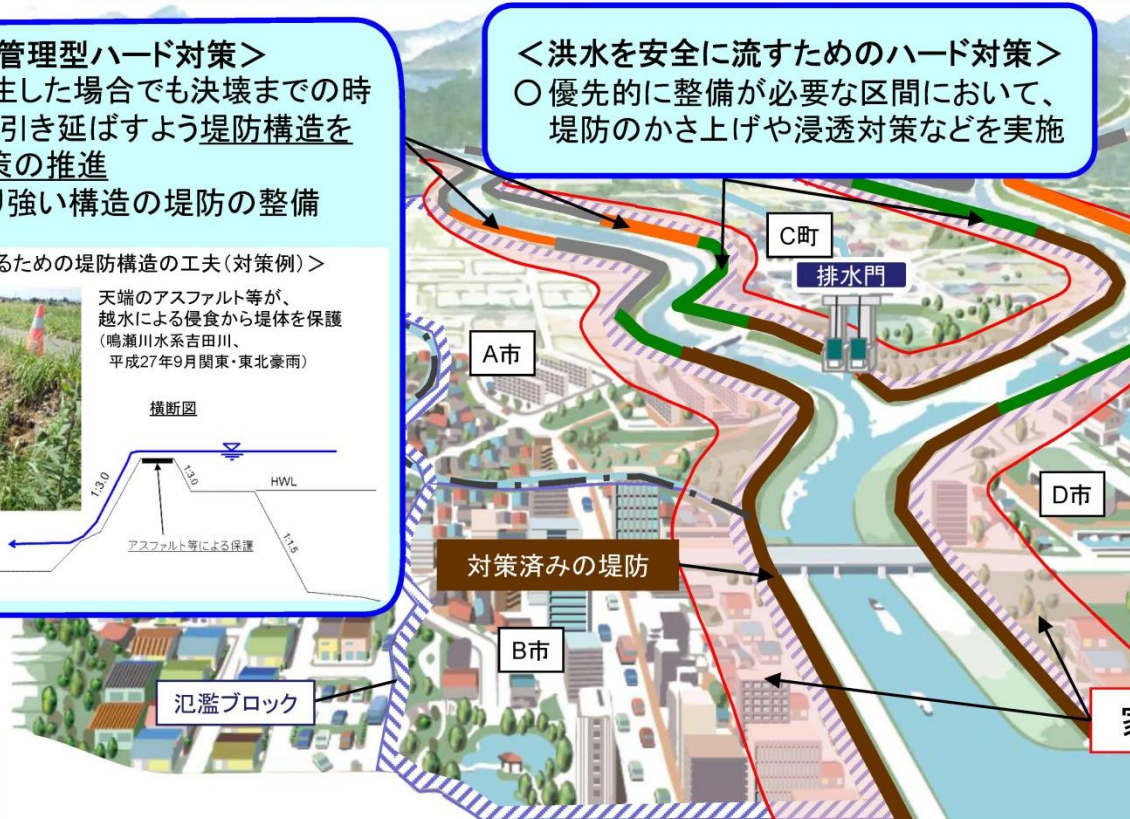 管理型ハード対策＞
生した場合でも決壊までの時
引き延ばすよう堤防構造を
策の推進
り強い構造の堤防の整備
るための堤防構造の工夫(対策例)＞
天端のアスファルト等が、
越水による侵食から堤体を保護
(鳴瀬川水系吉田川、
平成27年9月関東・東北豪雨)
横断図
1:3.0
1:3.0
HWL
1:1.5
アスファルト等による保護
＜洪水を安全に流すためのハード対策＞
○優先的に整備が必要な区間において、
堤防のかさ上げや浸透対策などを実施
C町
排水門
A市
D市
対策済みの堤防
B市
氾濫ブロック